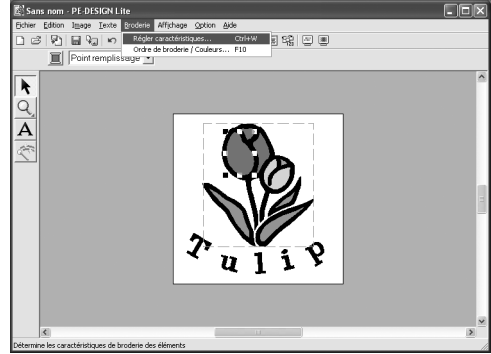 Sans nom - PE-DESIGN Lite
Fichier Edition Image Texte Broderie Affichage Option Aide
Régler caractéristiques... Ctrl+W
Ordre de broderie / Couleurs... F10
Point remplissage
A
Tulip
Détermine les caractéristiques de broderie des éléments